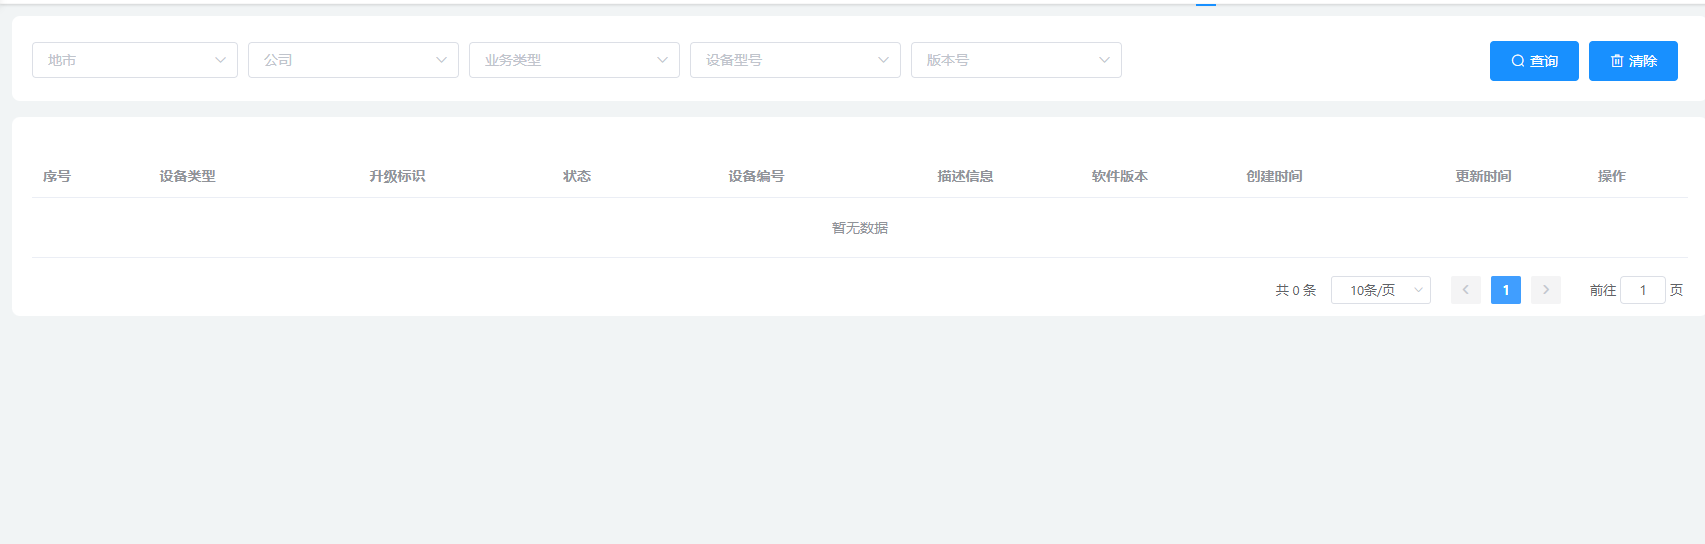 地市 公司 业务类型 设备型号 版本号 查询 清除
序号 设备类型 升级标识 状态 设备编号 描述信息 软件版本 创建时间 更新时间 操作
暂无数据
共 0 条 10条/页 1 前往 1 页